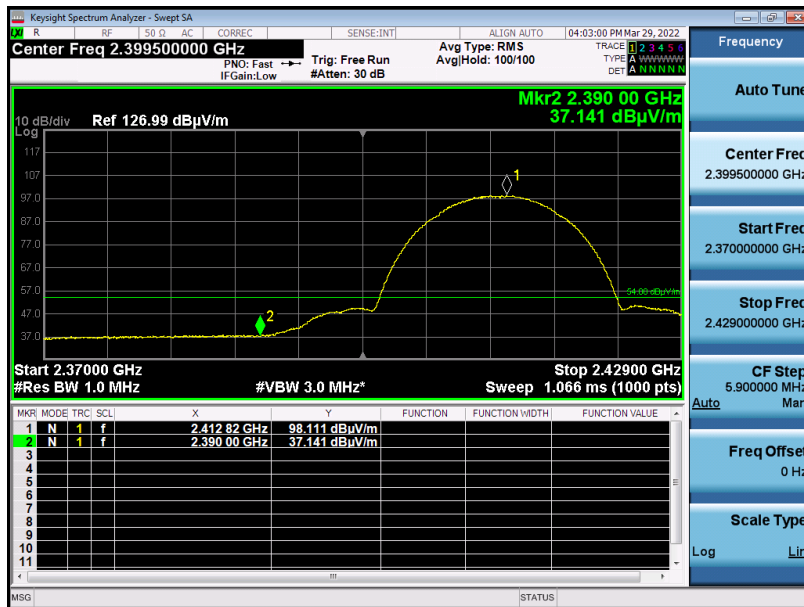 Keysight Spectrum Analyzer - Swept SA
LXI R RF 50 Ω AC CORREC SENSE:INT ALIGN AUTO 04:03:00 PM Mar 29, 2022
Center Freq 2.399500000 GHz
PNO: Fast
IFGain:Low
Trig: Free Run
#Atten: 30 dB
Avg Type: RMS
Avg|Hold: 100/100
TRACE 1 2 3 4 5 6
TYPE A WWWWW
DET A N N N N N
Mkr2 2.390 00 GHz
37.141 dBµV/m
10 dB/div Ref 126.99 dBµV/m
Log
117
107
97.0
87.0
77.0
67.0
57.0
47.0
37.0
1
2
54.00 dBµV/m
Start 2.37000 GHz Stop 2.42900 GHz
#Res BW 1.0 MHz #VBW 3.0 MHz* Sweep 1.066 ms (1000 pts)
MKR MODE TRC SCL X Y FUNCTION FUNCTION WIDTH FUNCTION VALUE
1 N 1 f 2.412 82 GHz 98.111 dBµV/m
2 N 1 f 2.390 00 GHz 37.141 dBµV/m
3
4
5
6
7
8
9
10
11
MSG STATUS
Frequency
Auto Tune
Center Freq
2.399500000 GHz
Start Freq
2.370000000 GHz
Stop Freq
2.429000000 GHz
CF Step
5.900000 MHz
Auto Man
Freq Offset
0 Hz
Scale Type
Log Lin